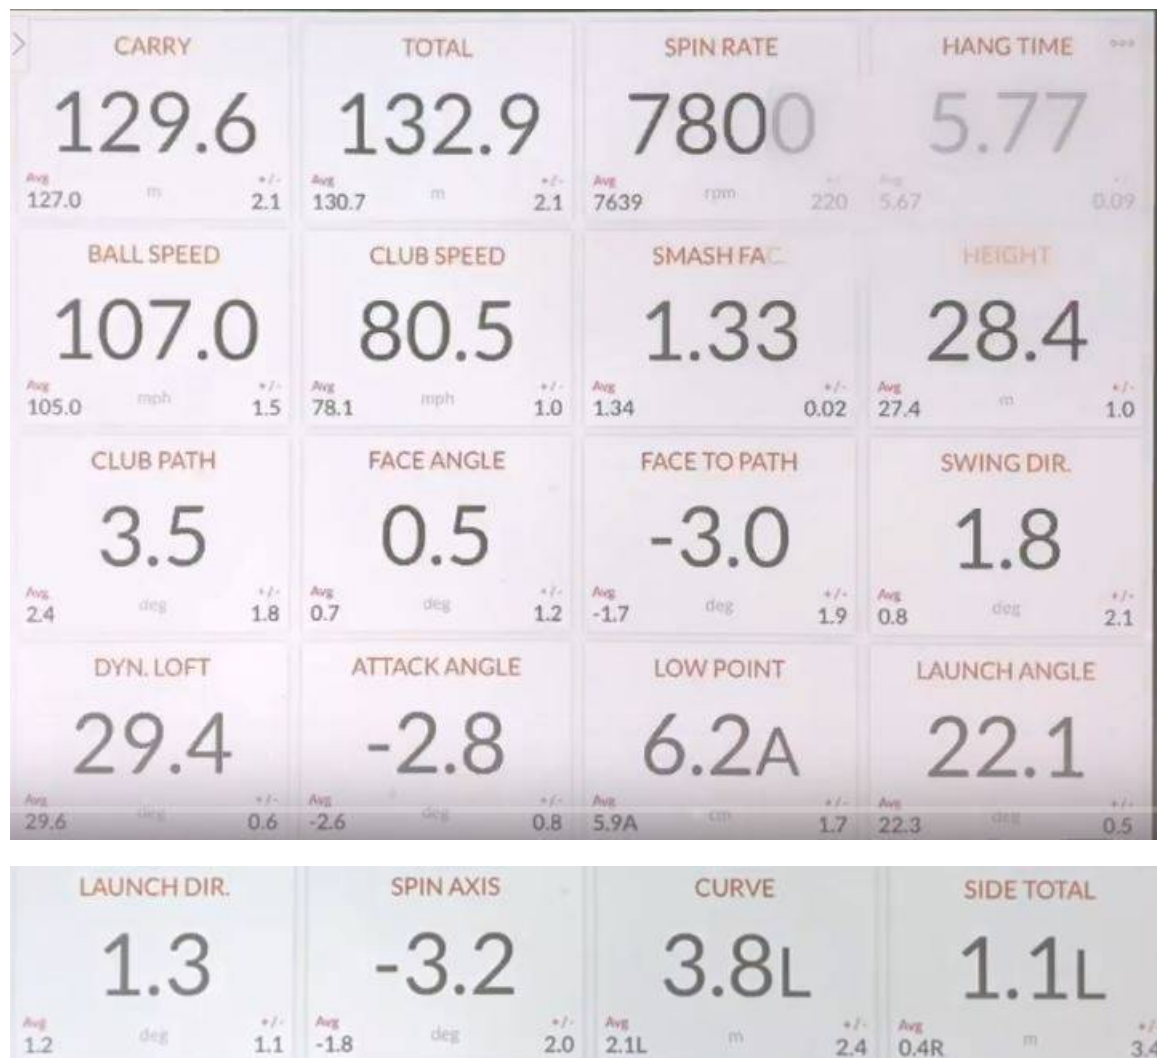 CARRY TOTAL SPIN RATE HANG TIME
129.6 132.9 7800 5.77
Avg +/- Avg +/- Avg +/- Avg +/-
127.0 m 2.1 130.7 m 2.1 7639 rpm 220 5.67 0.09
BALL SPEED CLUB SPEED SMASH FAC. HEIGHT
107.0 80.5 1.33 28.4
Avg +/- Avg +/- Avg +/- Avg +/-
105.0 mph 1.5 78.1 mph 1.0 1.34 0.02 27.4 m 1.0
CLUB PATH FACE ANGLE FACE TO PATH SWING DIR.
3.5 0.5 -3.0 1.8
Avg +/- Avg +/- Avg +/- Avg +/-
2.4 deg 1.8 0.7 deg 1.2 -1.7 deg 1.9 0.8 deg 2.1
DYN. LOFT ATTACK ANGLE LOW POINT LAUNCH ANGLE
29.4 -2.8 6.2A 22.1
Avg +/- Avg +/- Avg +/- Avg +/-
29.6 deg 0.6 -2.6 deg 0.8 5.9A cm 1.7 22.3 deg 0.5
LAUNCH DIR. SPIN AXIS CURVE SIDE TOTAL
1.3 -3.2 3.8L 1.1L
Avg +/- Avg +/- Avg +/- Avg +/-
1.2 deg 1.1 -1.8 deg 2.0 2.1L m 2.4 0.4R m 3.4